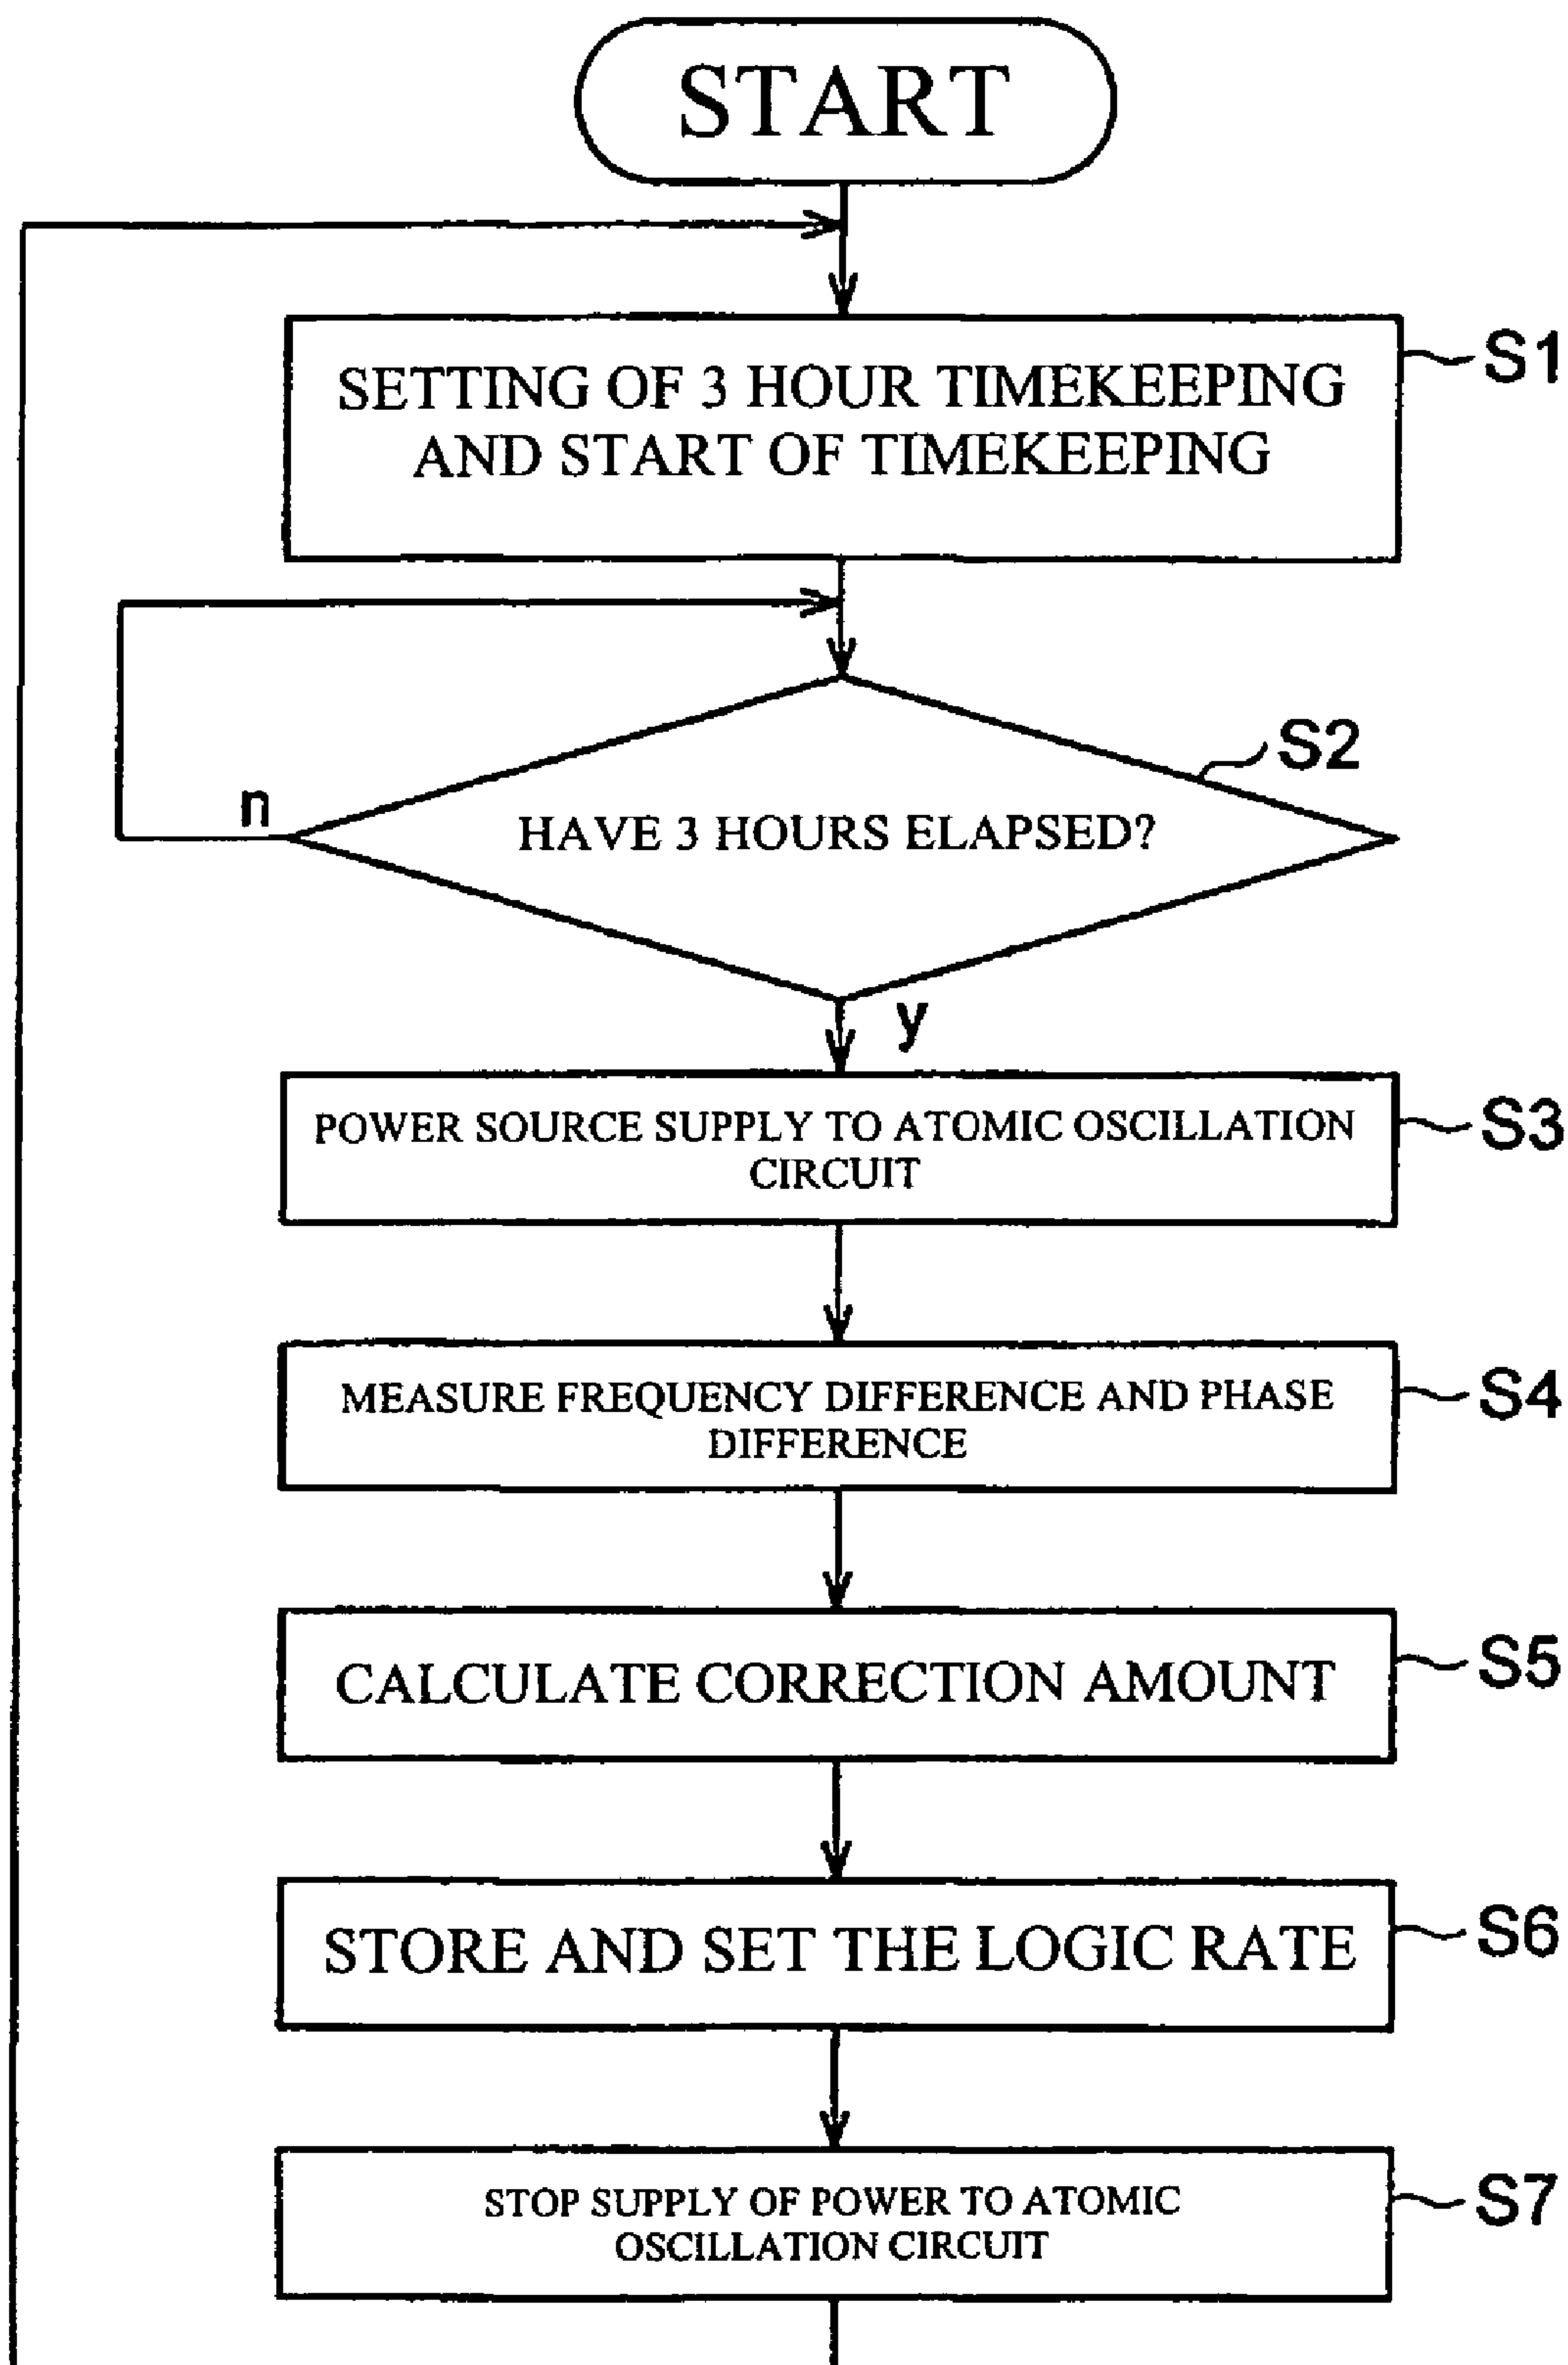 START
SETTING OF 3 HOUR TIMEKEEPING
AND START OF TIMEKEEPING
S1
HAVE 3 HOURS ELAPSED?
S2
n
y
POWER SOURCE SUPPLY TO ATOMIC OSCILLATION
CIRCUIT
S3
MEASURE FREQUENCY DIFFERENCE AND PHASE
DIFFERENCE
S4
CALCULATE CORRECTION AMOUNT
S5
STORE AND SET THE LOGIC RATE
S6
STOP SUPPLY OF POWER TO ATOMIC
OSCILLATION CIRCUIT
S7